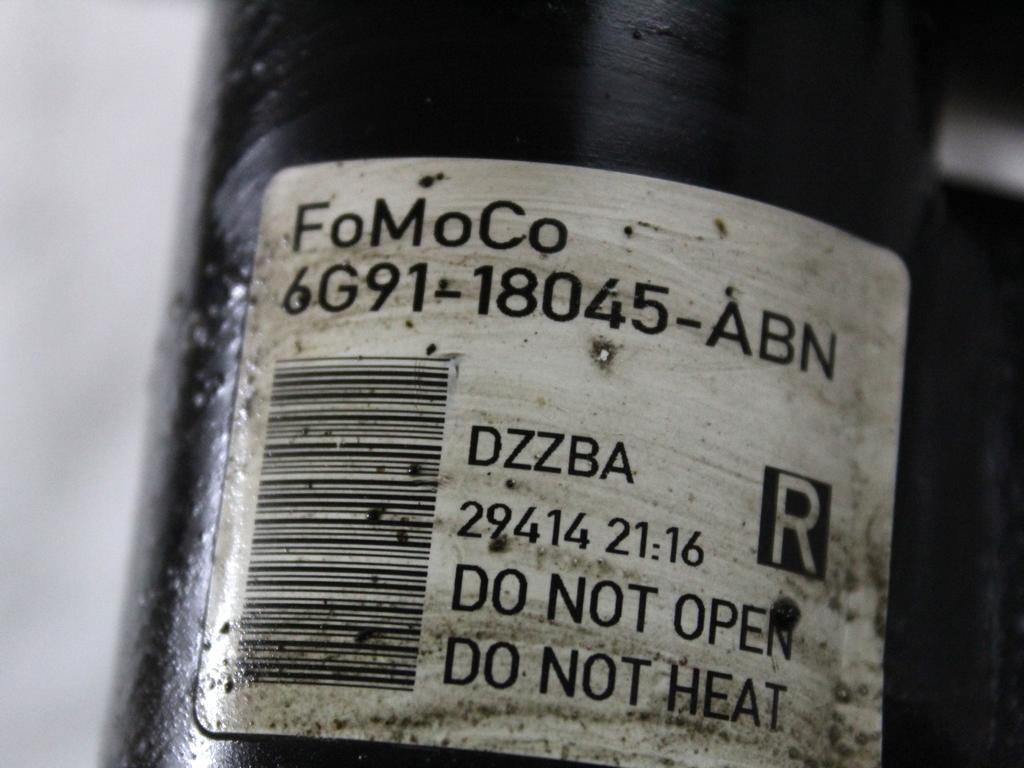 FoMoCo
6G91-18045-ABN
DZZBA
R
29414 21:16
DO NOT OPEN
DO NOT HEAT